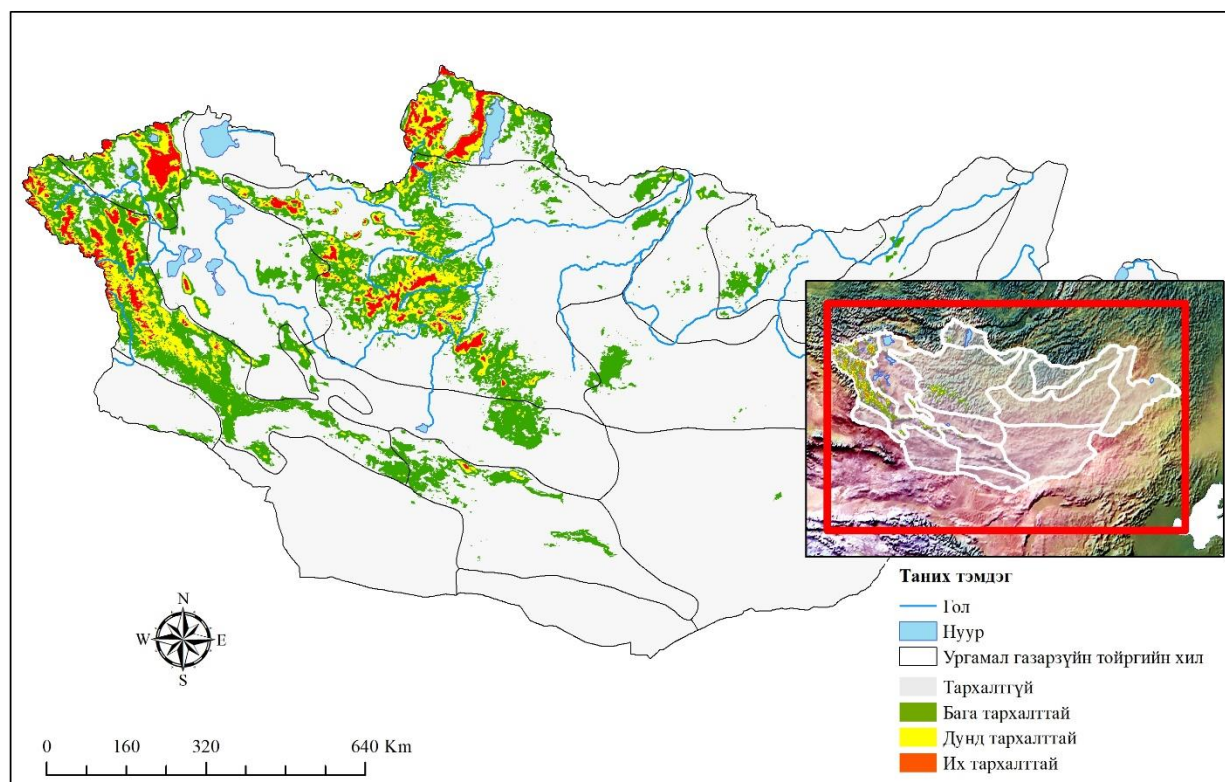 N
W E
S
0 160 320 640 Km
Таних тэмдэг
Гол
Нуур
Ургамал газарзүйн тойргийн хил
Тархалтгүй
Бага тархалттай
Дунд тархалттай
Их тархалттай